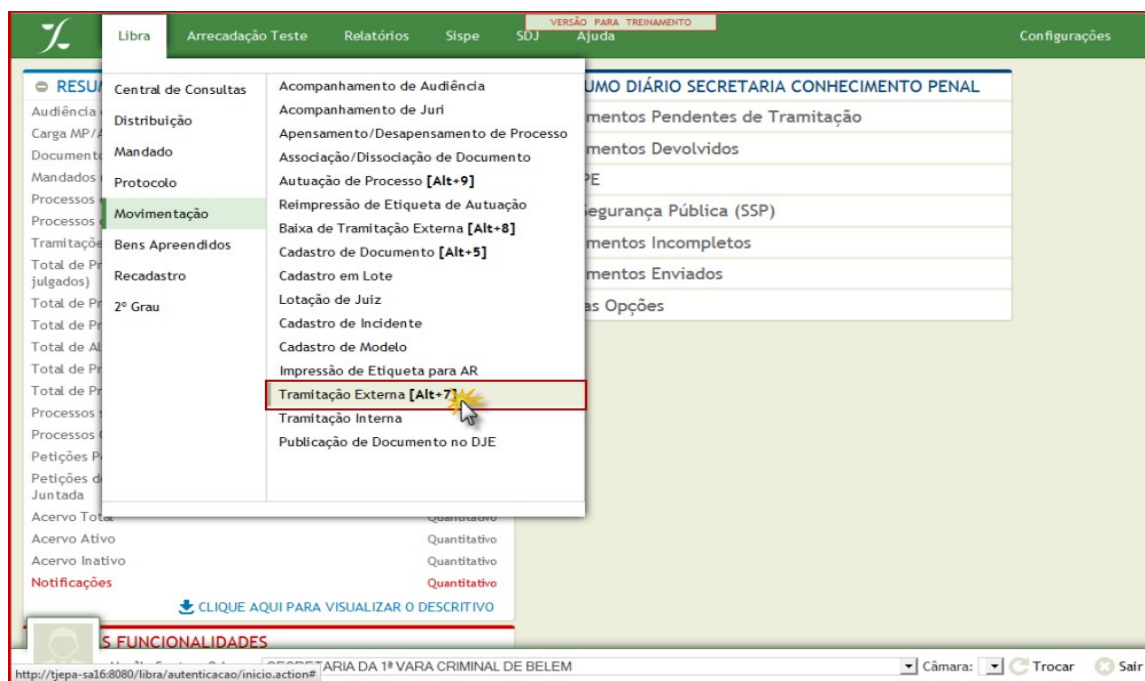 VERSÃO PARA TREINAMENTO
Libra
Arrecadação Teste
Relatórios
Sispe
SDJ
Ajuda
Configurações
Central de Consultas
Distribuição
Mandado
Protocolo
Movimentação
Bens Apreendidos
Recadastro
2º Grau
Acompanhamento de Audiência
Acompanhamento de Juri
Apensamento/Desapensamento de Processo
Associação/Dissociação de Documento
Autuação de Processo [Alt+9]
Reimpressão de Etiqueta de Autuação
Baixa de Tramitação Externa [Alt+8]
Cadastro de Documento [Alt+5]
Cadastro em Lote
Lotação de Juiz
Cadastro de Incidente
Cadastro de Modelo
Impressão de Etiqueta para AR
Tramitação Externa [Alt+7]
Tramitação Interna
Publicação de Documento no DJE
RESU
Audiência
Carga MP/A
Documento
Mandados
Processos
Processos
Tramitaçõe
Total de Pr
julgados)
Total de Pr
Total de Pr
Total de Al
Total de Pr
Total de Pr
Processos
Processos
Petições P
Petições d
Juntada
Acervo Total
Quantitativo
Acervo Ativo
Quantitativo
Acervo Inativo
Quantitativo
Notificações
Quantitativo
CLIQUE AQUI PARA VISUALIZAR O DESCRITIVO
UMO DIÁRIO SECRETARIA CONHECIMENTO PENAL
mentos Pendentes de Tramitação
mentos Devolvidos
PE
Segurança Pública (SSP)
mentos Incompletos
mentos Enviados
as Opções
S FUNCIONALIDADES
SECRETARIA DA 1ª VARA CRIMINAL DE BELEM
Câmara:
Trocar
Sair
http://tjepa-sa16:8080/libra/autenticacao/inicio.action#